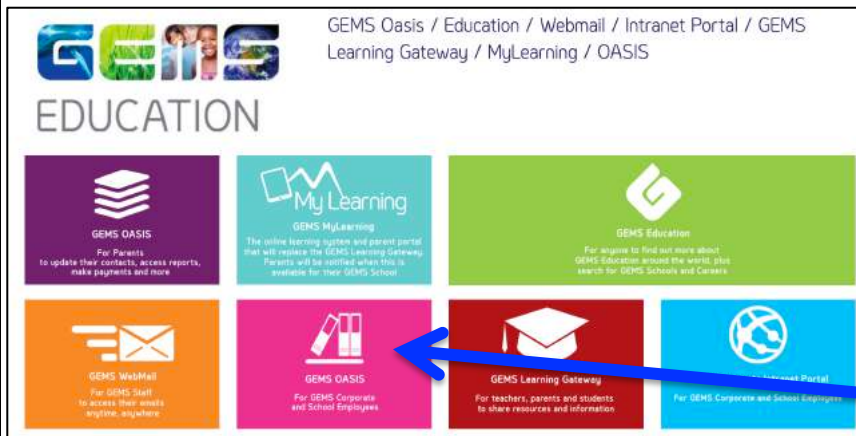 GEMS
EDUCATION
GEMS Oasis / Education / Webmail / Intranet Portal / GEMS
Learning Gateway / MyLearning / OASIS
GEMS OASIS
For Parents
to update their contacts, access reports,
make payments and more
My Learning
GEMS MyLearning
The online learning system and parent portal
that will replace the GEMS Learning Gateway.
Parents will be notified when this is
available for their GEMS School
GEMS Education
For anyone to find out more about
GEMS Education around the world, plus
search for GEMS Schools and Careers
GEMS WebMail
For GEMS Staff
to access their emails
anytime, anywhere
GEMS OASIS
For GEMS Corporate
and School Employees
GEMS Learning Gateway
For teachers, parents and students
to share resources and information
Intranet Portal
For GEMS Corporate and School Employees